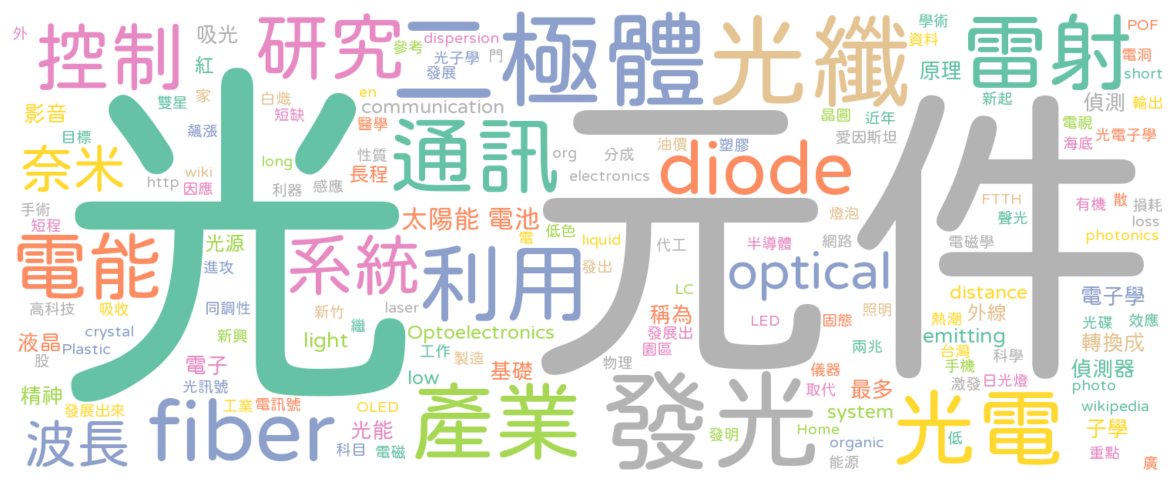 外
控制
吸光
研究
參考
dispersion
光子學
門
發展
二極體
光纖
學術
資料
雷射
POF
電洞
short
原理
紅
影音
雙星
家
白熾
短缺
en
communication
醫學
新起
偵測
輸出
晶圓
近年
愛因斯坦
電視
海底
光電子學
目標
飆漲
光
通訊
元件
油價
塑膠
奈米
http
wiki
因應
long
利器
性質
感應
長程
org
分成
electronics
diode
手術
短程
太陽能
電池
FTTH
聲光
有機
散
損耗
loss
photonics
電能
光源
進攻
系統
利用
電
低色
liquid
發出
代工
半導體
網路
燈泡
電磁學
optical
高科技
吸收
同調性
新竹
laser
LC
稱為
發展出
園區
LED
固態
照明
distance
外線
熱潮
電子學
光碟
效應
液晶
crystal
Plastic
股
新興
light
繼
Optoelectronics
工作
製造
基礎
物理
兩兆
emitting
台灣
手機
科學
轉換成
電子
光訊號
low
儀器
取代
最多
激發
日光燈
偵測器
photo
精神
發展出來
工業
電訊號
OLED
產業
發光
system
光電
wikipedia
波長
fiber
光能
科目
電磁
發明
Home
organic
能源
低
子學
重點
廣